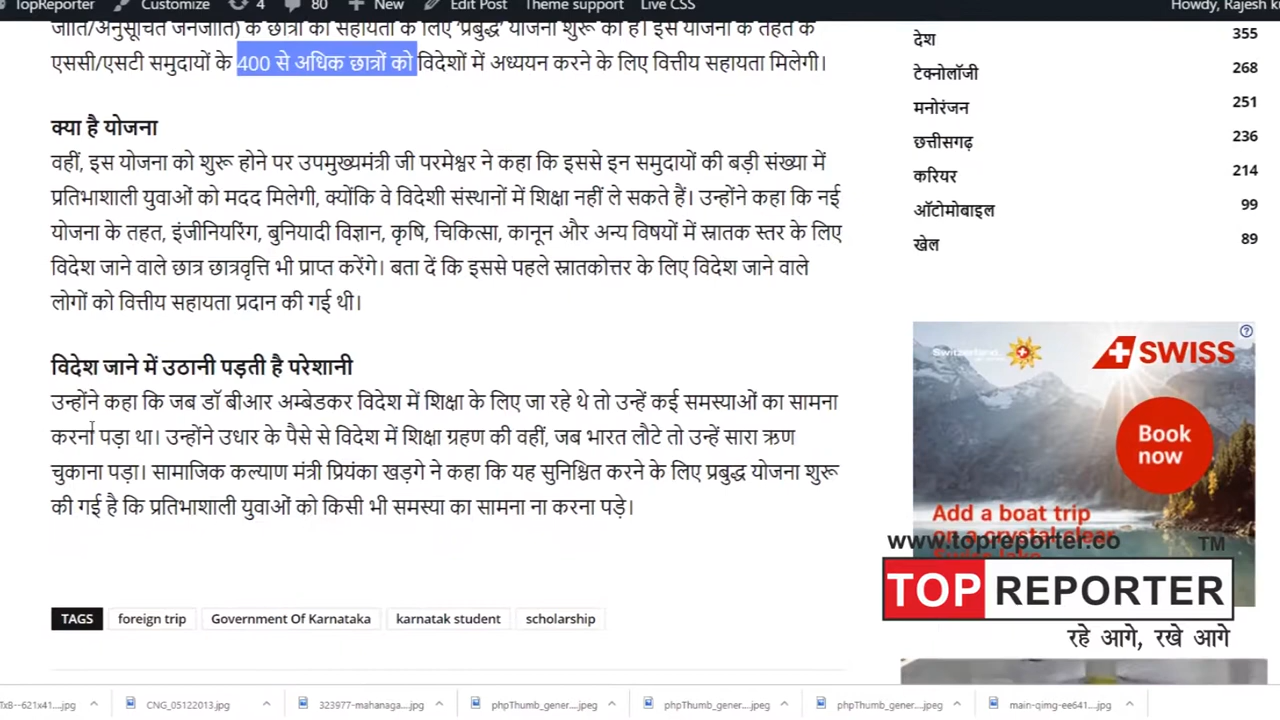 TopReporter Customize 4 80 New Edit Post Theme support Live CSS Howdy, Rajesh k
जाति/अनुसूचित जनजाति) के छात्रों की सहायता के लिए 'प्रबुद्ध' योजना शुरू की है। इस योजना के तहत के
एससी/एसटी समुदायों के 400 से अधिक छात्रों को विदेशों में अध्ययन करने के लिए वित्तीय सहायता मिलेगी।
क्या है योजना
वहीं, इस योजना को शुरू होने पर उपमुख्यमंत्री जी परमेश्वर ने कहा कि इससे इन समुदायों की बड़ी संख्या में
प्रतिभाशाली युवाओं को मदद मिलेगी, क्योंकि वे विदेशी संस्थानों में शिक्षा नहीं ले सकते हैं। उन्होंने कहा कि नई
योजना के तहत, इंजीनियरिंग, बुनियादी विज्ञान, कृषि, चिकित्सा, कानून और अन्य विषयों में स्नातक स्तर के लिए
विदेश जाने वाले छात्र छात्रवृत्ति भी प्राप्त करेंगे। बता दें कि इससे पहले स्नातकोत्तर के लिए विदेश जाने वाले
लोगों को वित्तीय सहायता प्रदान की गई थी।
विदेश जाने में उठानी पड़ती है परेशानी
उन्होंने कहा कि जब डॉ बीआर अम्बेडकर विदेश में शिक्षा के लिए जा रहे थे तो उन्हें कई समस्याओं का सामना
करना पड़ा था। उन्होंने उधार के पैसे से विदेश में शिक्षा ग्रहण की वहीं, जब भारत लौटे तो उन्हें सारा ऋण
चुकाना पड़ा। सामाजिक कल्याण मंत्री प्रियंका खड़गे ने कहा कि यह सुनिश्चित करने के लिए प्रबुद्ध योजना शुरू
की गई है कि प्रतिभाशाली युवाओं को किसी भी समस्या का सामना ना करना पड़े।
TAGS foreign trip Government Of Karnataka karnatak student scholarship
देश 355
टेक्नोलॉजी 268
मनोरंजन 251
छत्तीसगढ़ 236
करियर 214
ऑटोमोबाइल 99
खेल 89
Switzerland SWISS
Book
now
Add a boat trip
on a crystal clear
www.topreporter.co TM
TOP REPORTER
रहे आगे, रखे आगे
TxB--621x41....jpg CNG_05122013.jpg 323977-mahanaga....jpg phpThumb_gener....jpeg phpThumb_gener....jpeg phpThumb_gener....jpeg main-qimg-ee641....jpg